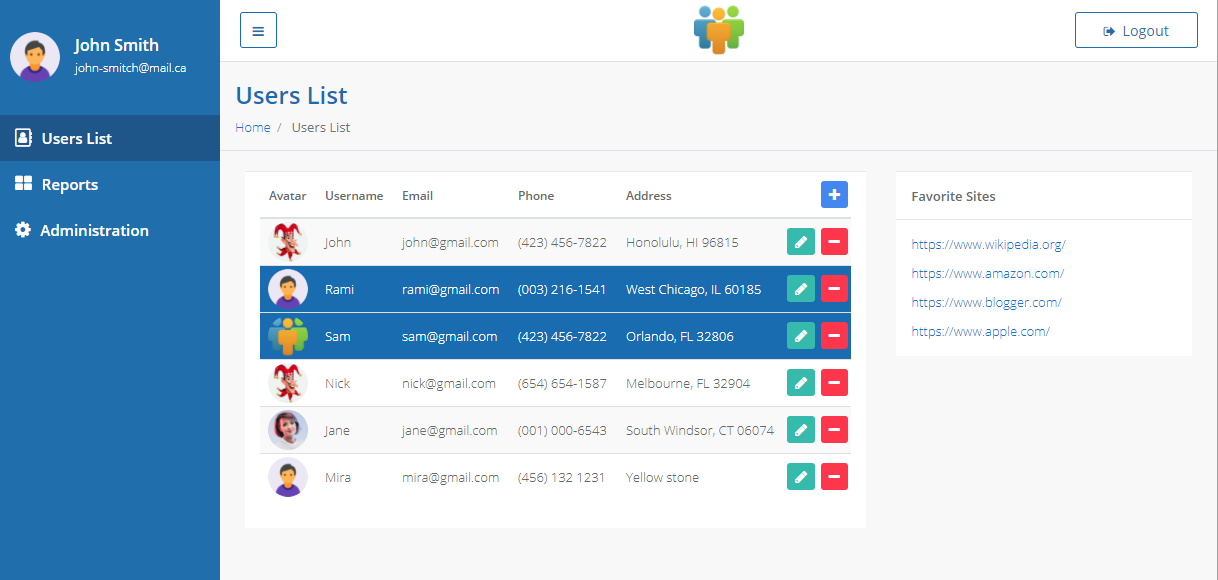 John Smith
john-smitch@mail.ca
Users List
Reports
Administration
Logout
Users List
Home / Users List
Avatar Username Email Phone Address
John john@gmail.com (423) 456-7822 Honolulu, HI 96815
Rami rami@gmail.com (003) 216-1541 West Chicago, IL 60185
Sam sam@gmail.com (423) 456-7822 Orlando, FL 32806
Nick nick@gmail.com (654) 654-1587 Melbourne, FL 32904
Jane jane@gmail.com (001) 000-6543 South Windsor, CT 06074
Mira mira@gmail.com (456) 132 1231 Yellow stone
Favorite Sites
https://www.wikipedia.org/
https://www.amazon.com/
https://www.blogger.com/
https://www.apple.com/